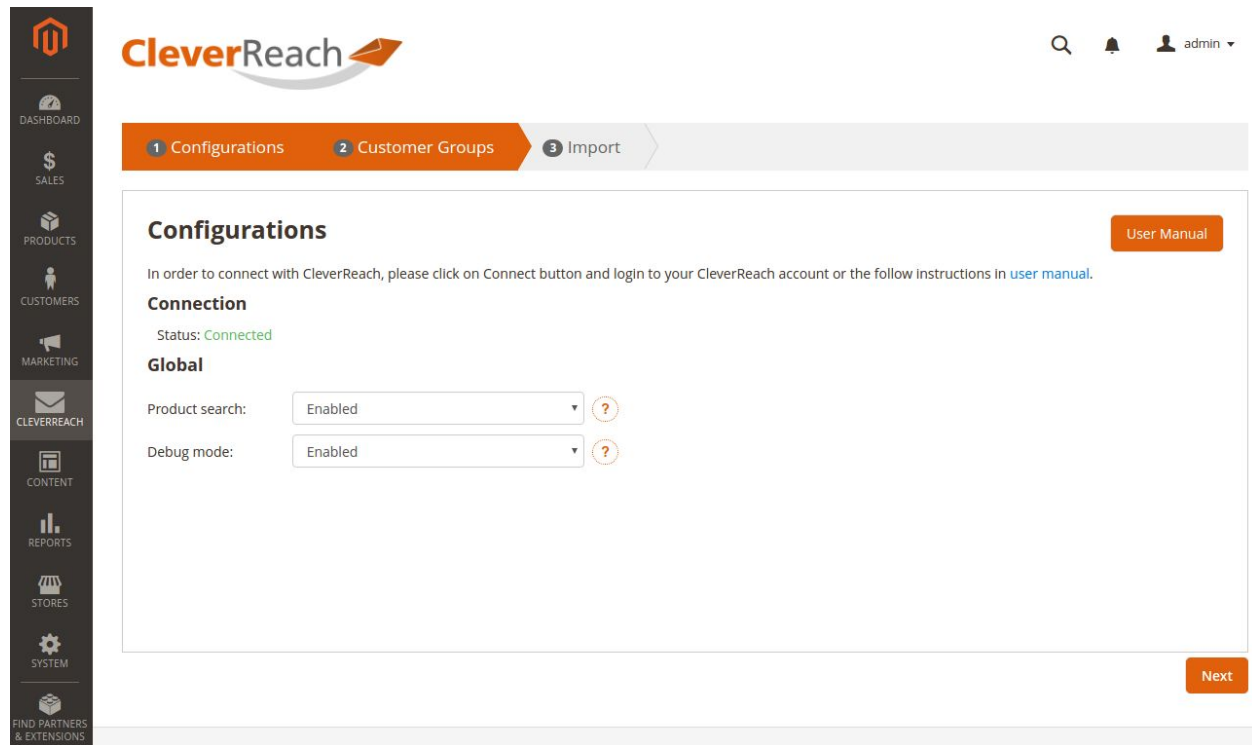 DASHBOARD
SALES
PRODUCTS
CUSTOMERS
MARKETING
CLEVERREACH
CONTENT
REPORTS
STORES
SYSTEM
FIND PARTNERS
& EXTENSIONS
CleverReach
admin
1 Configurations
2 Customer Groups
3 Import
Configurations
User Manual
In order to connect with CleverReach, please click on Connect button and login to your CleverReach account or the follow instructions in user manual.
Connection
Status: Connected
Global
Product search: Enabled ?
Debug mode: Enabled ?
Next